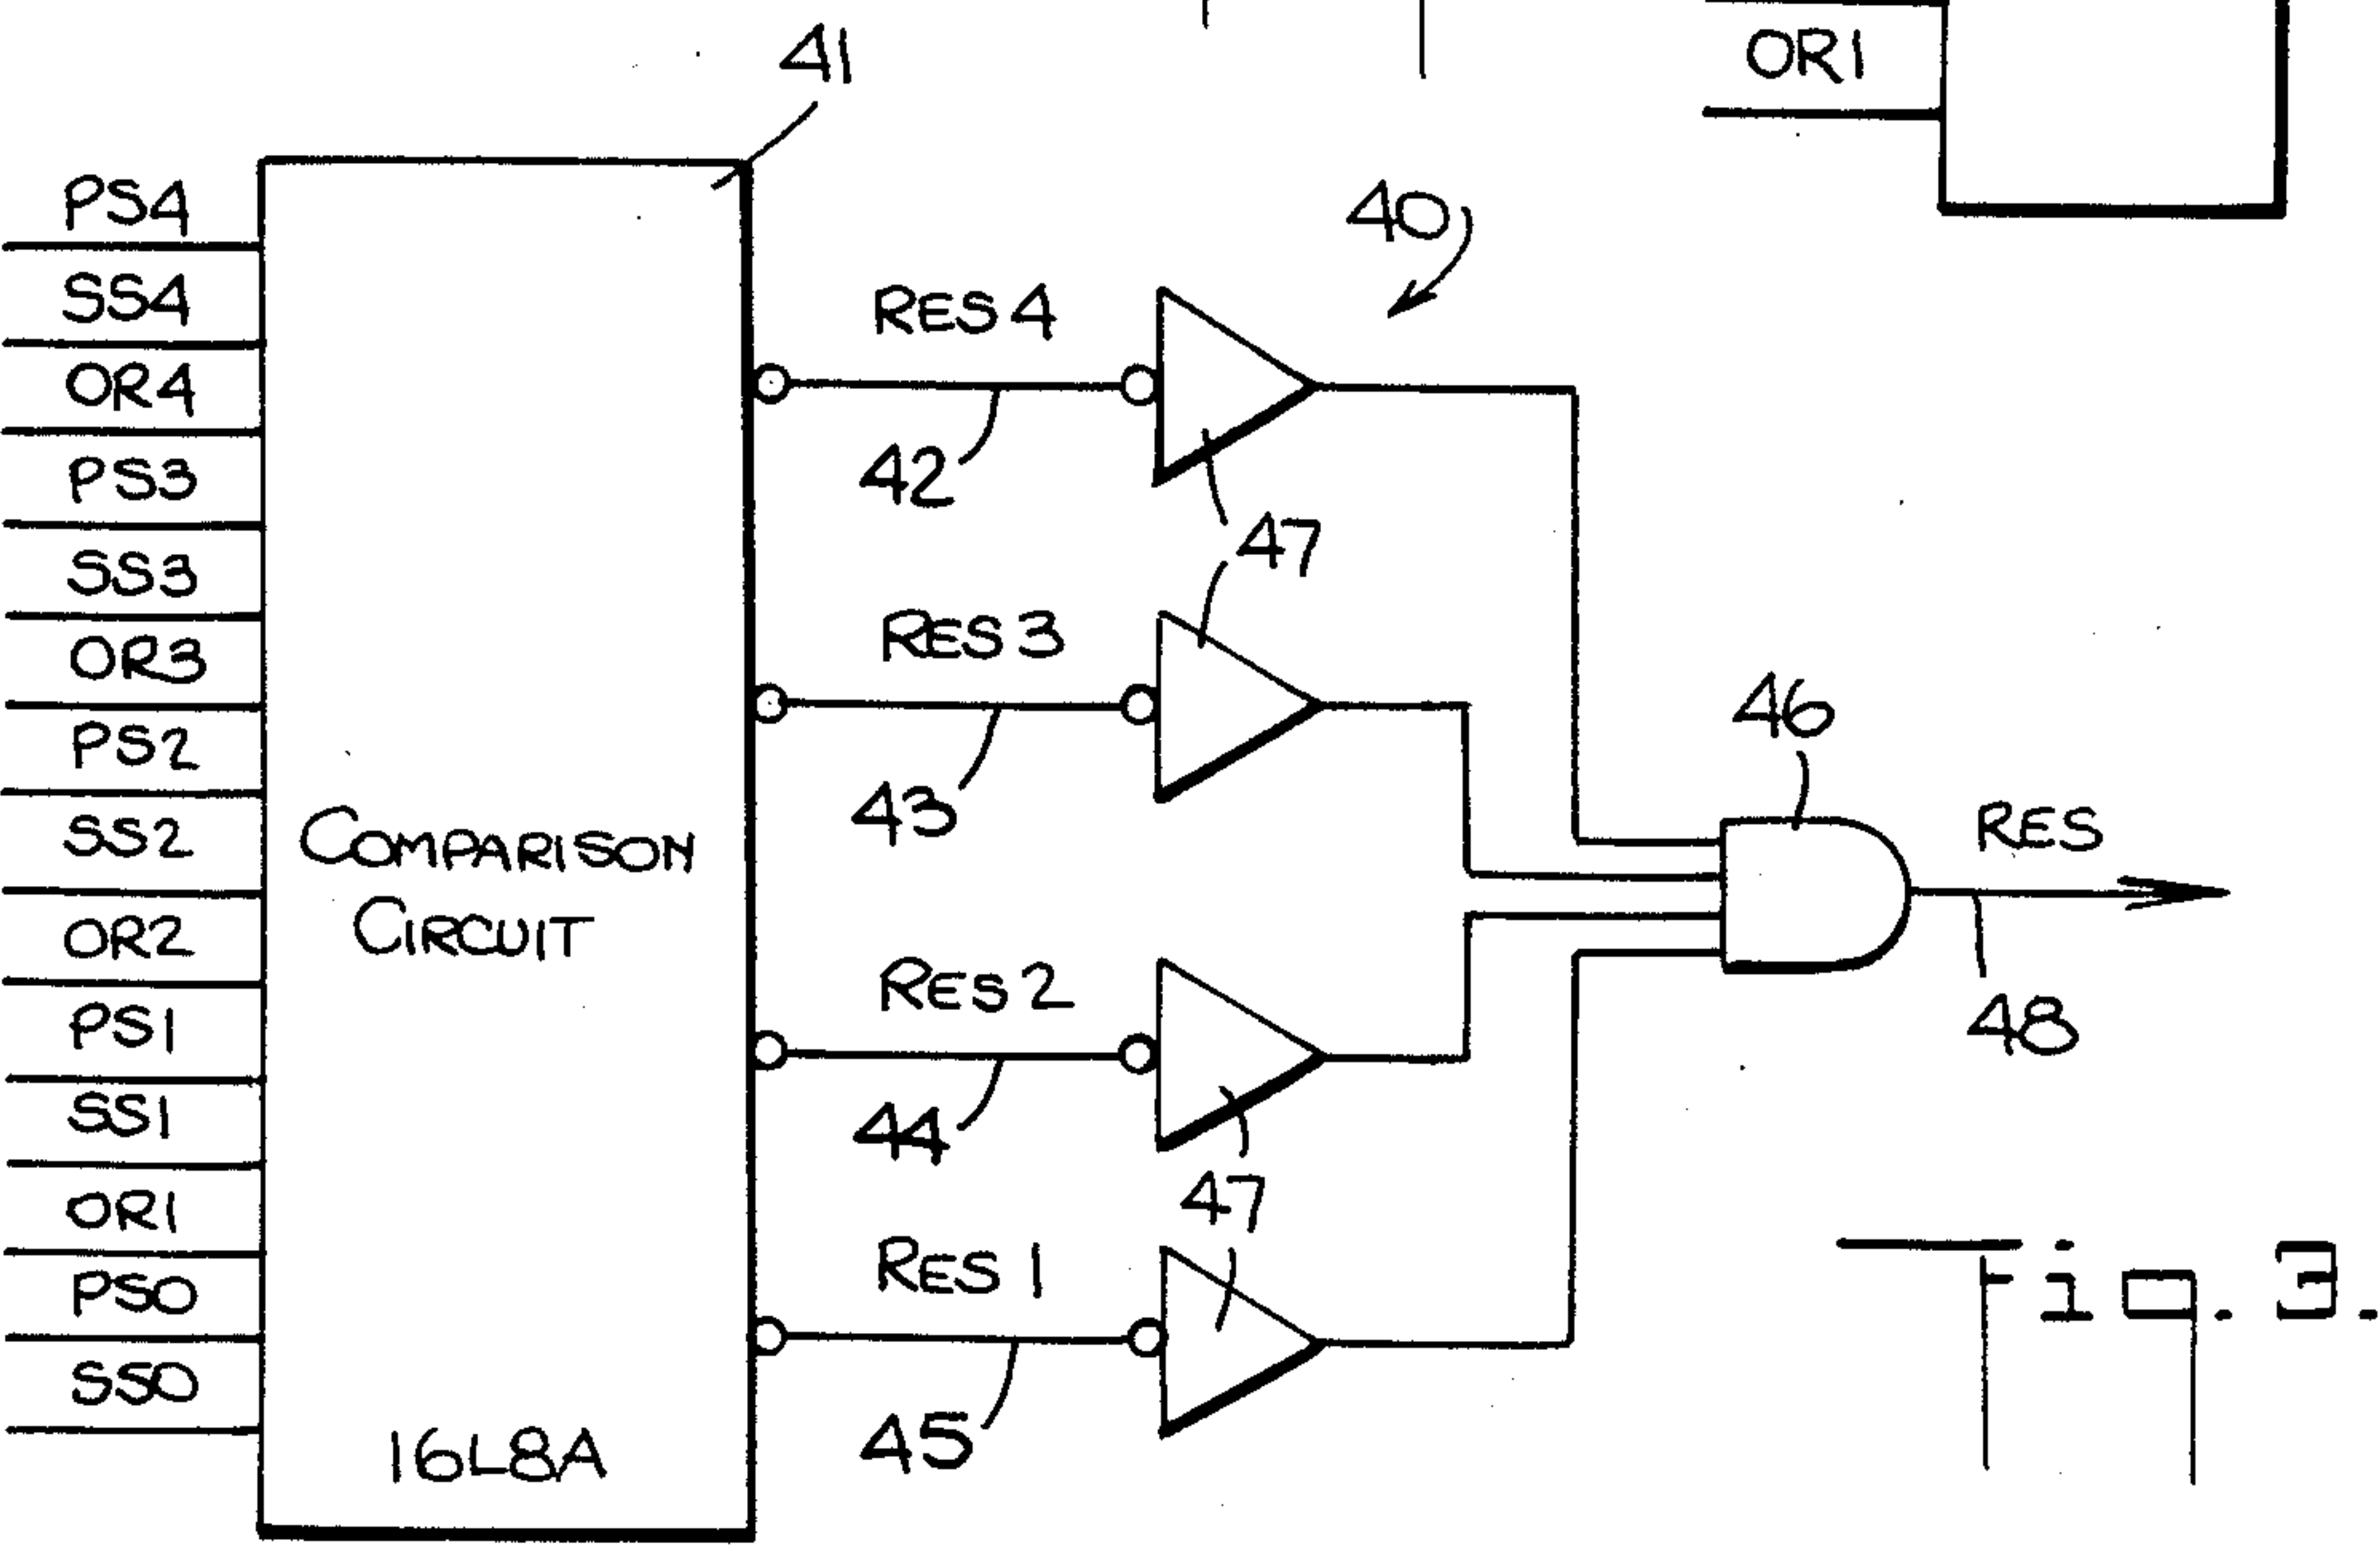 41
OR1
PS4
SS4
OR4
PS3
SS3
OR3
PS2
SS2
OR2
PS1
SS1
OR1
PS0
SS0
COMPARISON
CIRCUIT
16L8A
40
RES 4
42
47
RES 3
43
46
RES
48
RES 2
44
47
RES 1
45
Fig. 3.